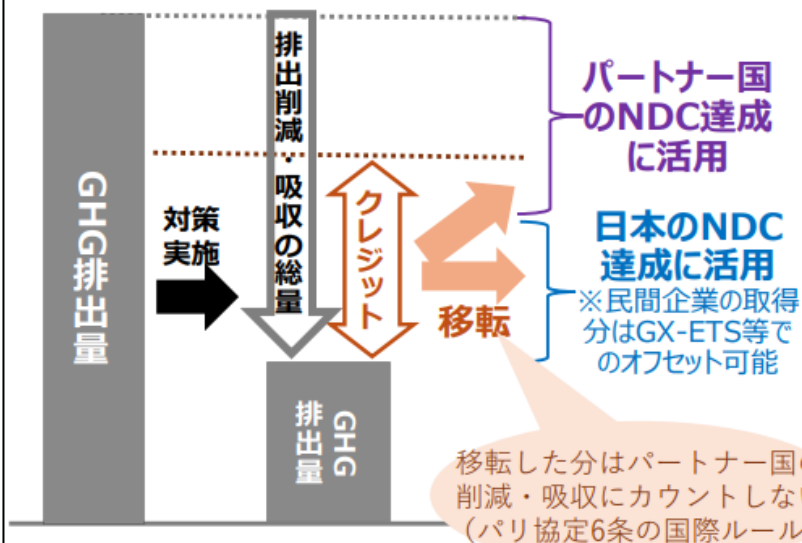 GHG排出量
対策
実施
排出削減・吸収の総量
クレジット
移転
GHG
排出量
パートナー国
のNDC達成
に活用
日本のNDC
達成に活用
※民間企業の取得
分はGX-ETS等で
のオフセット可能
移転した分はパートナー国の
削減・吸収にカウントしない
（パリ協定6条の国際ルール